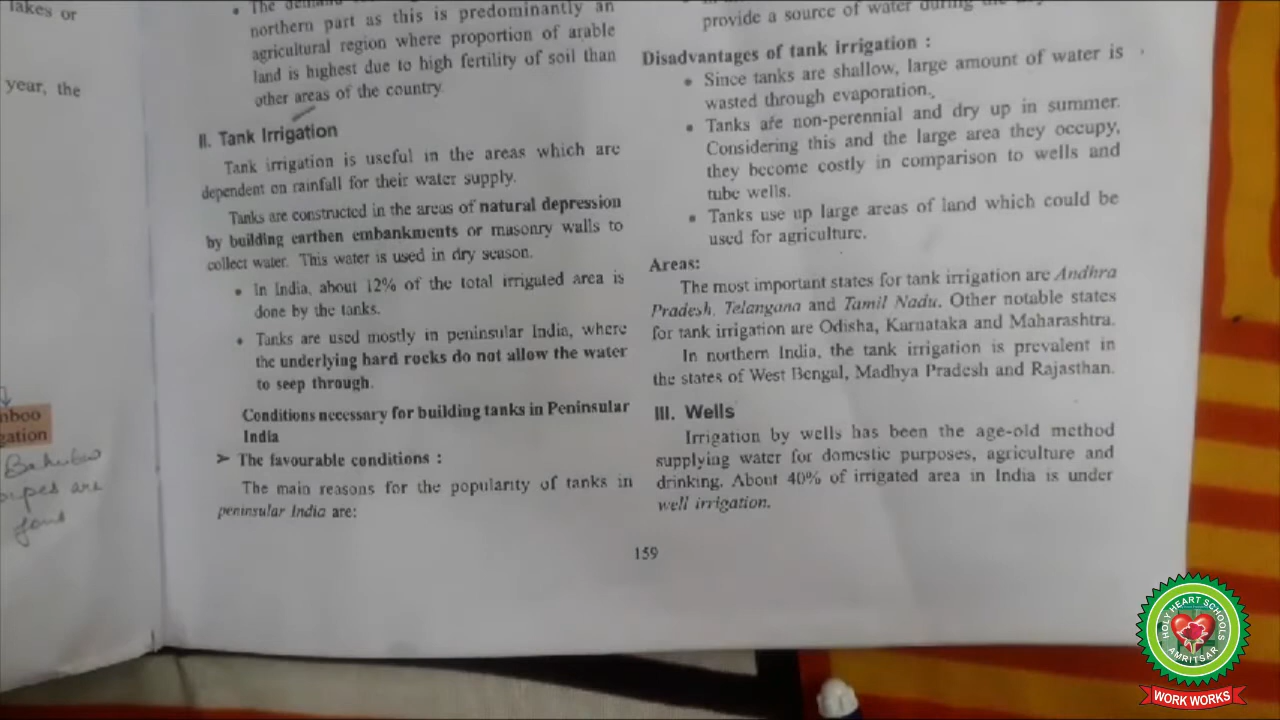 lakes or
year, the
nboo
gation
Bamboo
pipes are
northern part as this is predominantly an
agricultural region where proportion of arable
land is highest due to high fertility of soil than
other areas of the country.
II. Tank Irrigation
Tank irrigation is useful in the areas which are
dependent on rainfall for their water supply.
Tanks are constructed in the areas of natural depression
by building earthen embankments or masonry walls to
collect water. This water is used in dry season.
• In India, about 12% of the total irrigated area is
done by the tanks.
• Tanks are used mostly in peninsular India, where
the underlying hard rocks do not allow the water
to seep through.
Conditions necessary for building tanks in Peninsular
India
➤ The favourable conditions :
The main reasons for the popularity of tanks in
peninsular India are:
provide a source of water during the
Disadvantages of tank irrigation :
• Since tanks are shallow, large amount of water is
wasted through evaporation.
• Tanks are non-perennial and dry up in summer.
Considering this and the large area they occupy,
they become costly in comparison to wells and
tube wells.
• Tanks use up large areas of land which could be
used for agriculture.
Areas:
The most important states for tank irrigation are Andhra
Pradesh, Telangana and Tamil Nadu. Other notable states
for tank irrigation are Odisha, Karnataka and Maharashtra.
In northern India, the tank irrigation is prevalent in
the states of West Bengal, Madhya Pradesh and Rajasthan.
III. Wells
Irrigation by wells has been the age-old method
supplying water for domestic purposes, agriculture and
drinking. About 40% of irrigated area in India is under
well irrigation.
159
HOLY HEART SCHOOLS
AMRITSAR
WORK WORKS